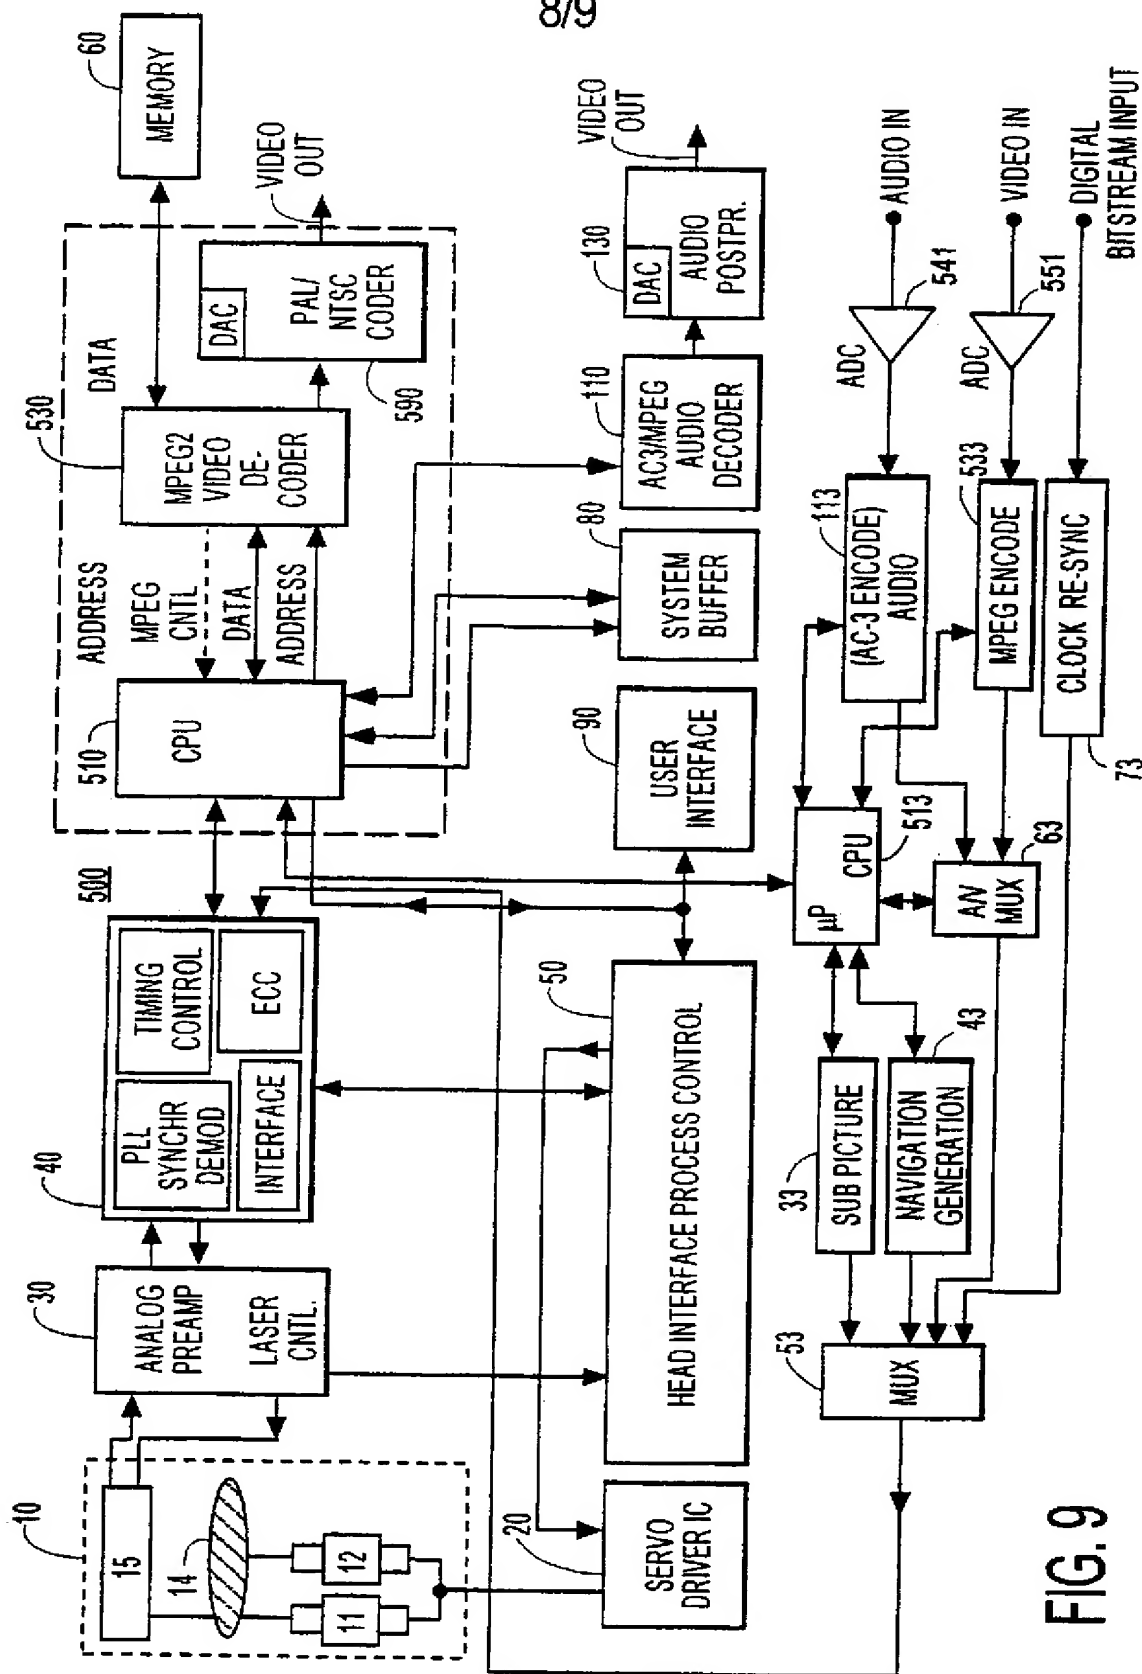 8/9
10
15
14
12
11
30
ANALOG
PREAMP
LASER
CNTL.
40
PLL
SYNCHR
DEMOD
TIMING
CONTROL
INTERFACE
ECC
500
510
CPU
ADDRESS
MPEG
CNTL
DATA
ADDRESS
530
MPEG2
VIDEO
DE-
CODER
DATA
60
MEMORY
DAC
PAL/
NTSC
CODER
590
VIDEO
OUT
20
SERVO
DRIVER IC
50
HEAD INTERFACE PROCESS CONTROL
90
USER
INTERFACE
80
SYSTEM
BUFFER
110
AC3/MPEG
AUDIO
DECODER
130
DAC
AUDIO
POSTPR.
VIDEO
OUT
53
MUX
33
SUB PICTURE
43
NAVIGATION
GENERATION
µP
CPU
513
A/V
MUX
63
113
(AC-3 ENCODE)
AUDIO
533
MPEG ENCODE
CLOCK RE-SYNC
73
ADC
541
AUDIO IN
ADC
551
VIDEO IN
DIGITAL
BITSTREAM INPUT
FIG. 9